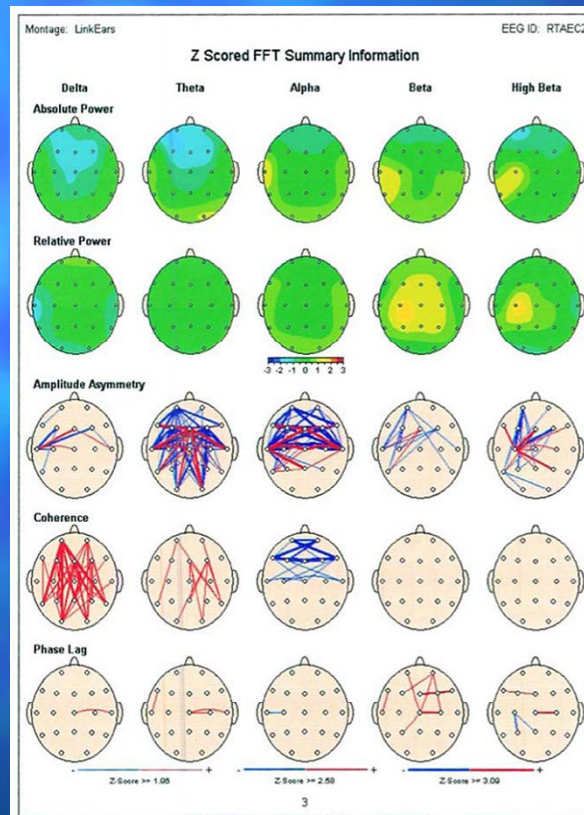 Montage: LinkEars EEG ID: RTAECZ
Z Scored FFT Summary Information
Delta Theta Alpha Beta High Beta
Absolute Power
Relative Power
-3 -2 -1 0 1 2 3
Amplitude Asymmetry
Coherence
Phase Lag
- + - + - +
Z-Score >= 1.96 Z-Score >= 2.58 Z-Score >= 3.09
3